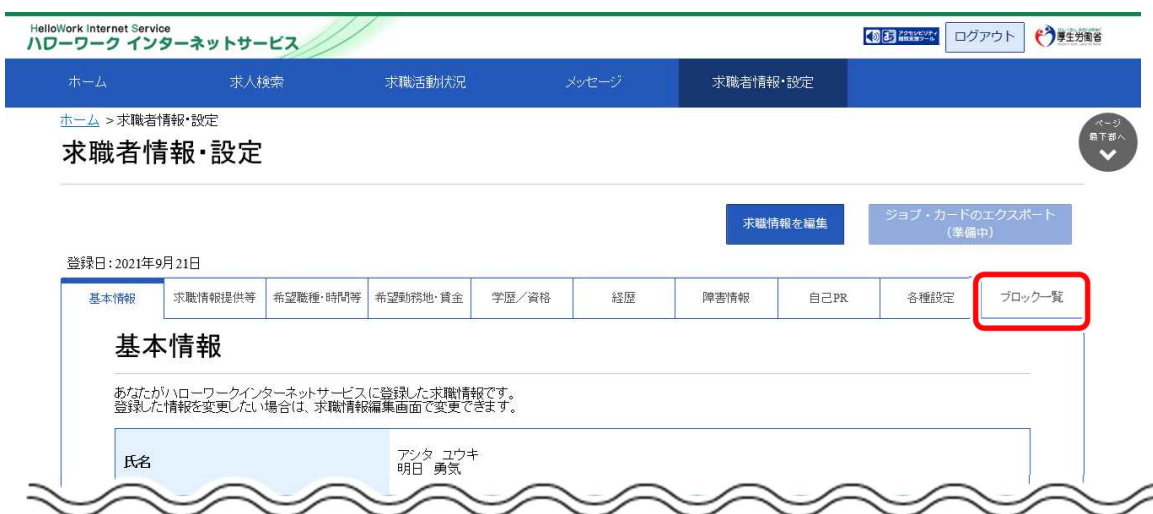 HelloWork Internet Service
ハローワーク インターネットサービス
ログアウト
厚生労働省
ホーム
求人検索
求職活動状況
メッセージ
求職者情報・設定
ホーム >求職者情報・設定
ページ
最下部へ
求職者情報・設定
求職情報を編集
ジョブ・カードのエクスポート
(準備中)
登録日:2021年9月21日
基本情報
求職情報提供等
希望職種・時間等
希望勤務地・賃金
学歴/資格
経歴
障害情報
自己PR
各種設定
ブロック一覧
基本情報
あなたがハローワークインターネットサービスに登録した求職情報です。
登録した情報を変更したい場合は、求職情報編集画面で変更できます。
氏名
アシタ ユウキ
明日 勇気